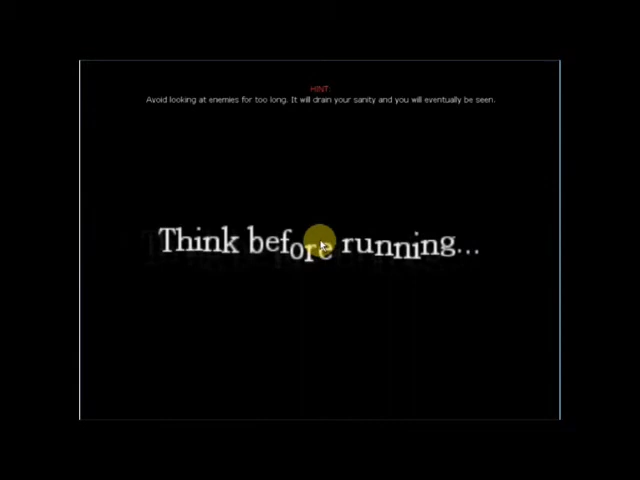 HINT:
Avoid looking at enemies for too long. It will drain your sanity and you will eventually be seen.
Think before running...